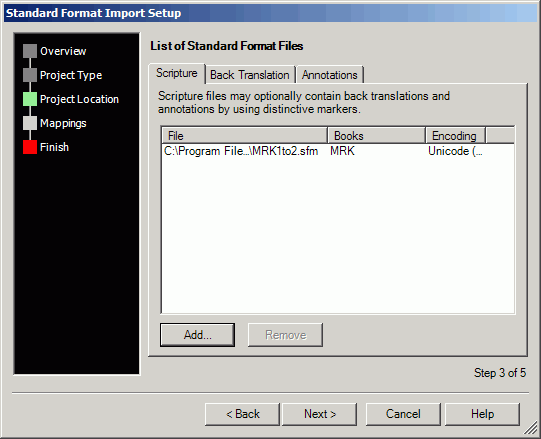 Standard Format Import Setup
Overview
Project Type
Project Location
Mappings
Finish
List of Standard Format Files
Scripture Back Translation Annotations
Scripture files may optionally contain back translations and
annotations by using distinctive markers.
File Books Encoding
C:\Program File...\MRK1to2.sfm MRK Unicode (...
Add... Remove
Step 3 of 5
< Back Next > Cancel Help